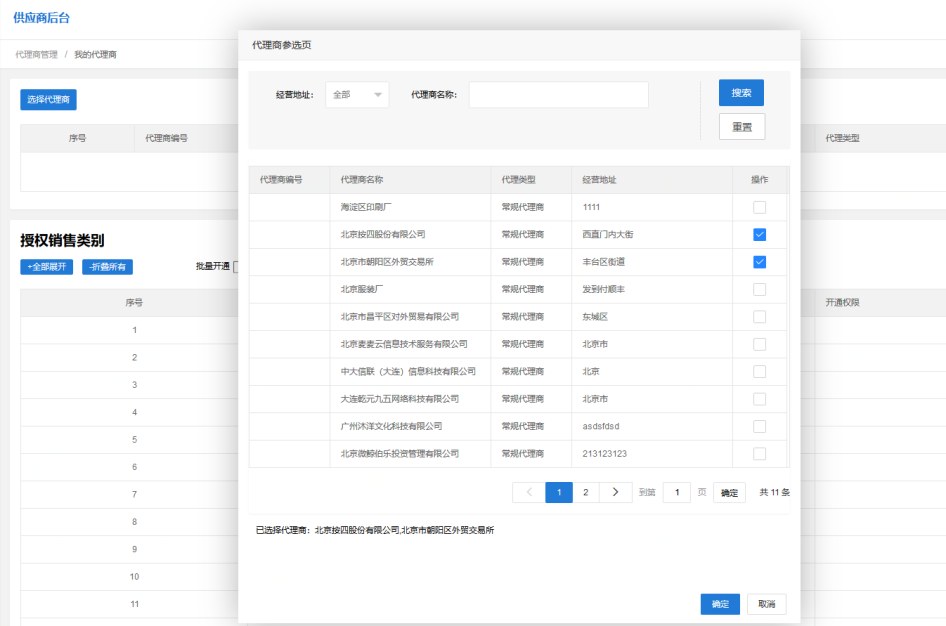 供应商后台
代理商管理 / 我的代理商
选择代理商
序号 代理商编号 代理类型
授权销售类别
+全部展开 -折叠所有 批量开通
序号 开通权限
1
2
3
4
5
6
7
8
9
10
11
代理商参选页
经营地址： 全部 代理商名称： 搜索
重置
代理商编号 代理商名称 代理类型 经营地址 操作
海淀区印刷厂 常规代理商 1111
北京按四股份有限公司 常规代理商 西直门内大街
北京市朝阳区外贸交易所 常规代理商 丰台区街道
北京服装厂 常规代理商 发到付顺丰
北京市昌平区对外贸易有限公司 常规代理商 东城区
北京麦麦云信息技术服务有限公司 常规代理商 北京市
中大信联（大连）信息科技有限公司 常规代理商 北京
大连乾元九五网络科技有限公司 常规代理商 北京市
广州沐洋文化科技有限公司 常规代理商 asdsfdsd
北京微鲸伯乐投资管理有限公司 常规代理商 213123123
1 2 到第 1 页 确定 共 11 条
已选择代理商：北京按四股份有限公司,北京市朝阳区外贸交易所
确定 取消